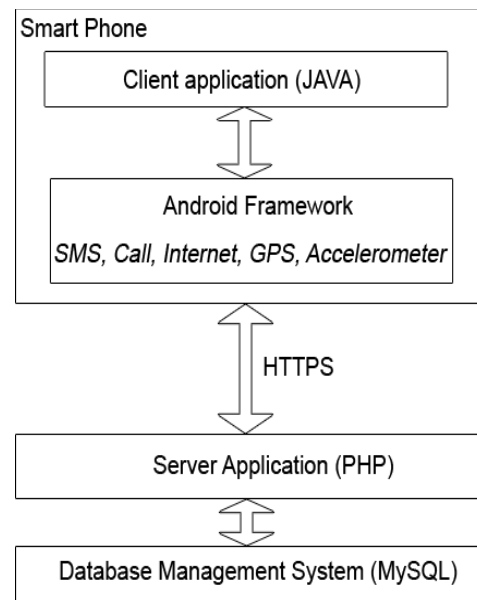 Smart Phone
Client application (JAVA)
Android Framework
SMS, Call, Internet, GPS, Accelerometer
HTTPS
Server Application (PHP)
Database Management System (MySQL)